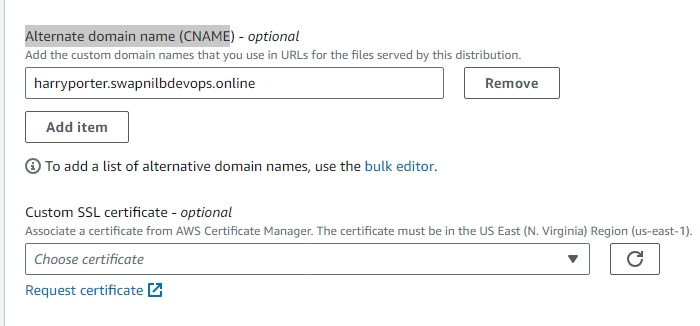 Alternate domain name (CNAME) - optional
Add the custom domain names that you use in URLs for the files served by this distribution.
harryporter.swapnilbdevops.online
Remove
Add item
To add a list of alternative domain names, use the bulk editor.
Custom SSL certificate - optional
Associate a certificate from AWS Certificate Manager. The certificate must be in the US East (N. Virginia) Region (us-east-1).
Choose certificate
Request certificate